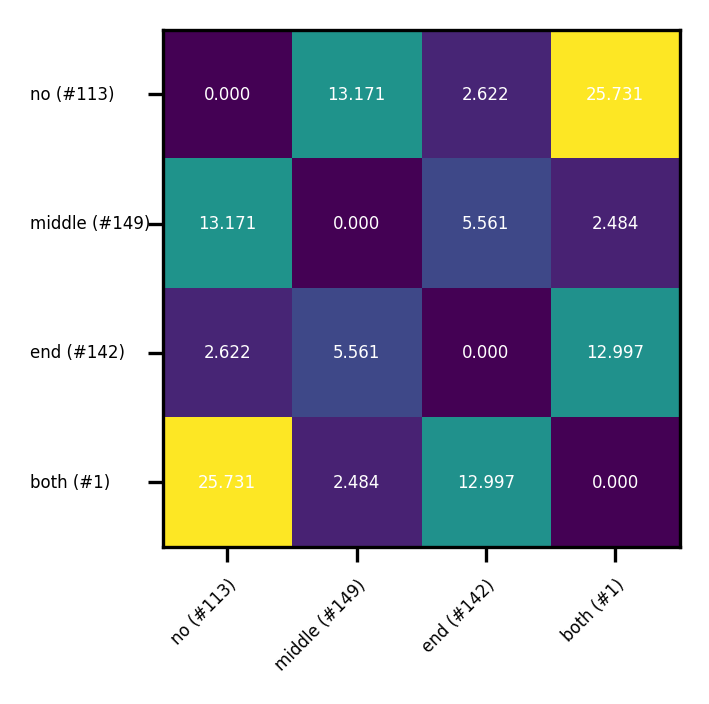 no (#113) 0.000 13.171 2.622 25.731
middle (#149) 13.171 0.000 5.561 2.484
end (#142) 2.622 5.561 0.000 12.997
both (#1) 25.731 2.484 12.997 0.000
no (#113) middle (#149) end (#142) both (#1)